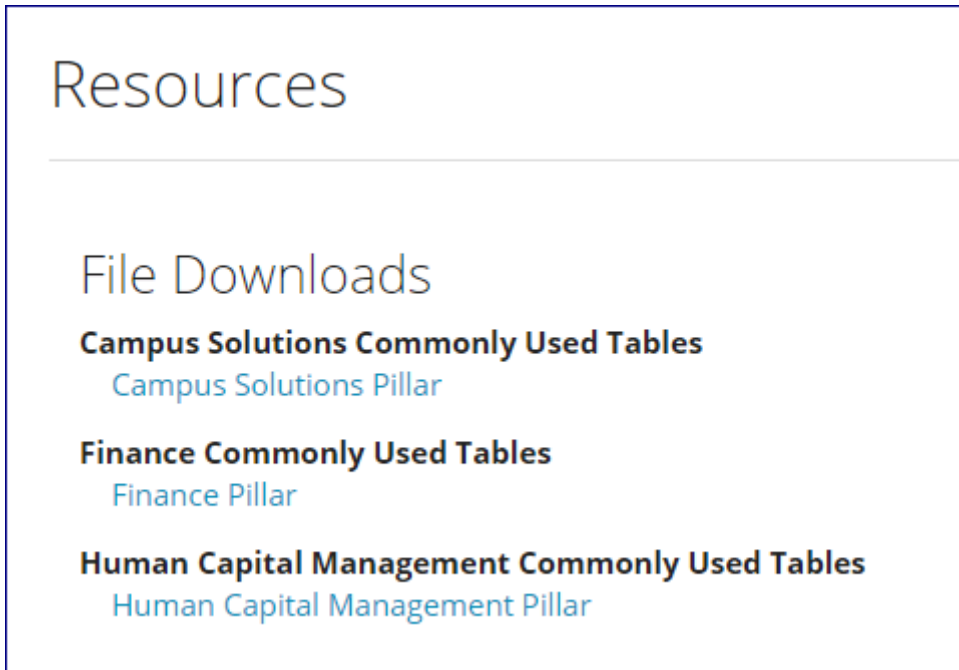 Resources
File Downloads
Campus Solutions Commonly Used Tables
Campus Solutions Pillar
Finance Commonly Used Tables
Finance Pillar
Human Capital Management Commonly Used Tables
Human Capital Management Pillar